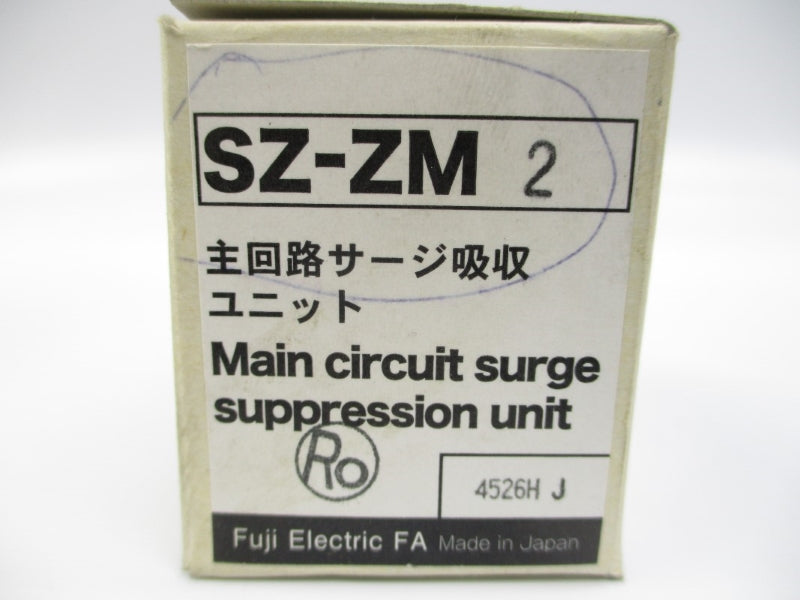 SZ-ZM 2
主回路サージ吸収
ユニット
Main circuit surge
suppression unit
Ro
4526H J
Fuji Electric FA Made in Japan